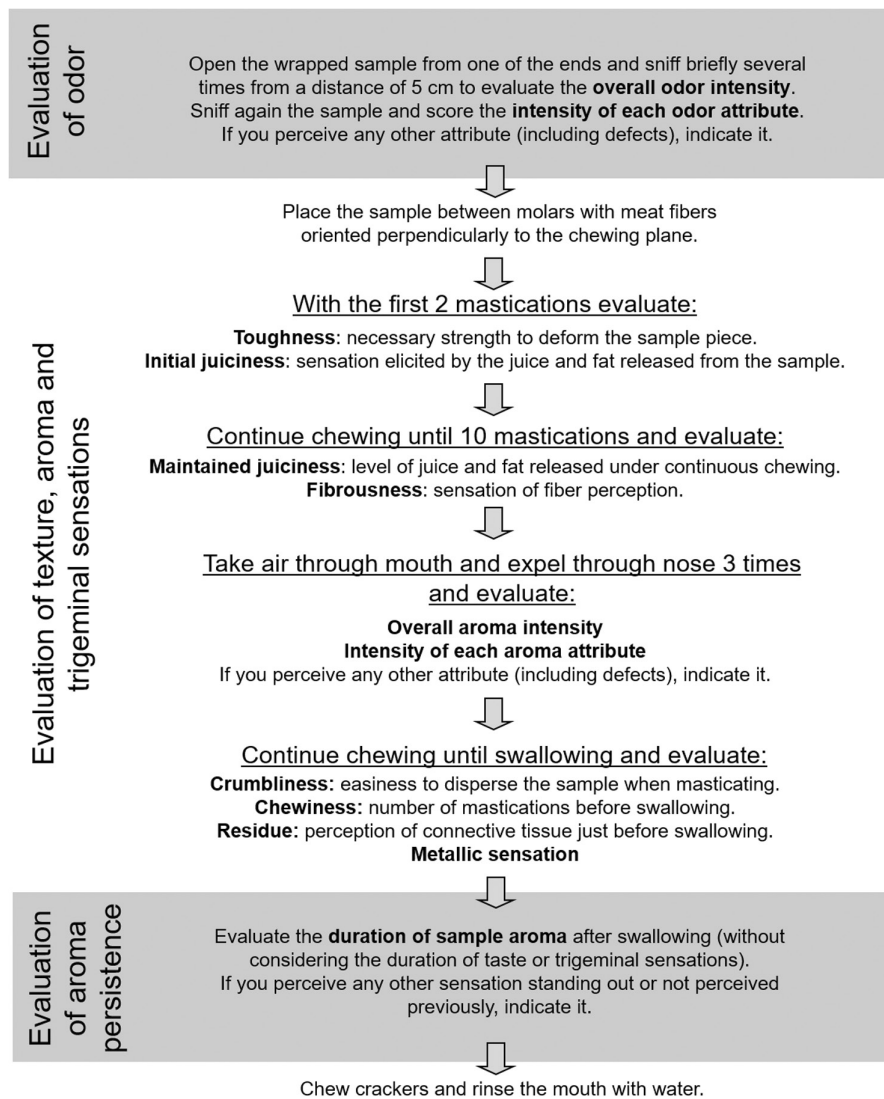 Evaluation
of odor
Open the wrapped sample from one of the ends and sniff briefly several
times from a distance of 5 cm to evaluate the overall odor intensity.
Sniff again the sample and score the intensity of each odor attribute.
If you perceive any other attribute (including defects), indicate it.
Evaluation of texture, aroma and
trigeminal sensations
Place the sample between molars with meat fibers
oriented perpendicularly to the chewing plane.
With the first 2 mastications evaluate:
Toughness: necessary strength to deform the sample piece.
Initial juiciness: sensation elicited by the juice and fat released from the sample.
Continue chewing until 10 mastications and evaluate:
Maintained juiciness: level of juice and fat released under continuous chewing.
Fibrousness: sensation of fiber perception.
Take air through mouth and expel through nose 3 times
and evaluate:
Overall aroma intensity
Intensity of each aroma attribute
If you perceive any other attribute (including defects), indicate it.
Continue chewing until swallowing and evaluate:
Crumbliness: easiness to disperse the sample when masticating.
Chewiness: number of mastications before swallowing.
Residue: perception of connective tissue just before swallowing.
Metallic sensation
Evaluation
of aroma
persistence
Evaluate the duration of sample aroma after swallowing (without
considering the duration of taste or trigeminal sensations).
If you perceive any other sensation standing out or not perceived
previously, indicate it.
Chew crackers and rinse the mouth with water.